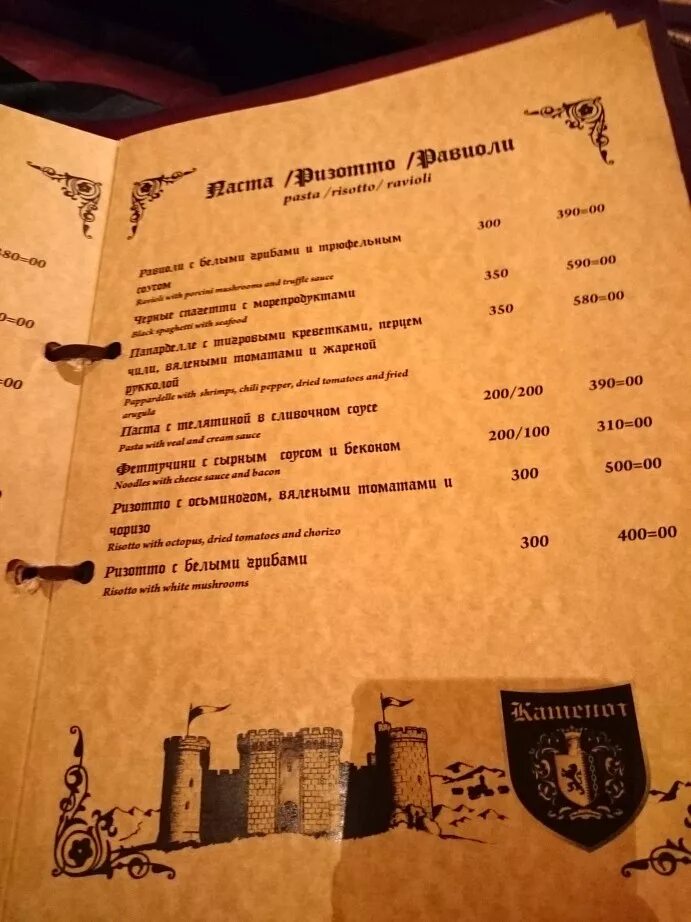 Паста /Ризотто /Равиоли
pasta /risotto/ ravioli
80=00
0=00
=00
Равиоли с белыми грибами и трюфельным 300 390=00
соусом
Ravioli with porcini mushrooms and truffle sauce
Черные спагетти с морепродуктами 350 590=00
Black spaghetti with seafood
Папарделле с тигровыми креветками, перцем 350 580=00
чили, вялеными томатами и жареной
рукколой
Pappardelle with shrimps, chili pepper, dried tomatoes and fried
arugula
Паста с телятиной в сливочном соусе 200/200 390=00
Pasta with veal and cream sauce
Феттучини с сырным соусом и беконом 200/100 310=00
Noodles with cheese sauce and bacon
Ризотто с осьминогом, вялеными томатами и 300 500=00
чоризо
Risotto with octopus, dried tomatoes and chorizo
Ризотто с белыми грибами 300 400=00
Risotto with white mushrooms
Камелот